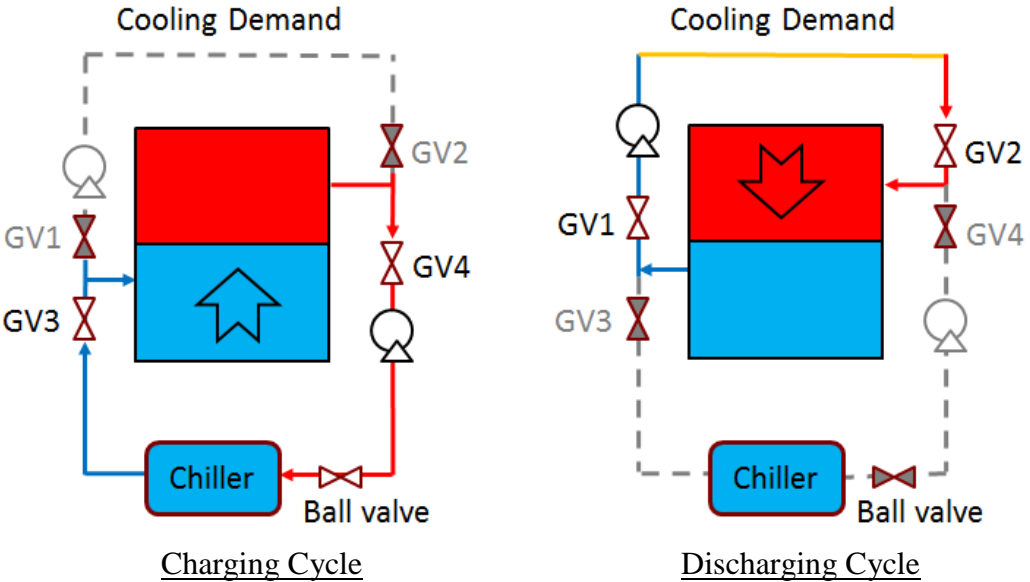 Cooling Demand
GV2
GV1
GV4
GV3
Chiller
Ball valve
Charging Cycle
Cooling Demand
GV2
GV1
GV4
GV3
Chiller
Ball valve
Discharging Cycle